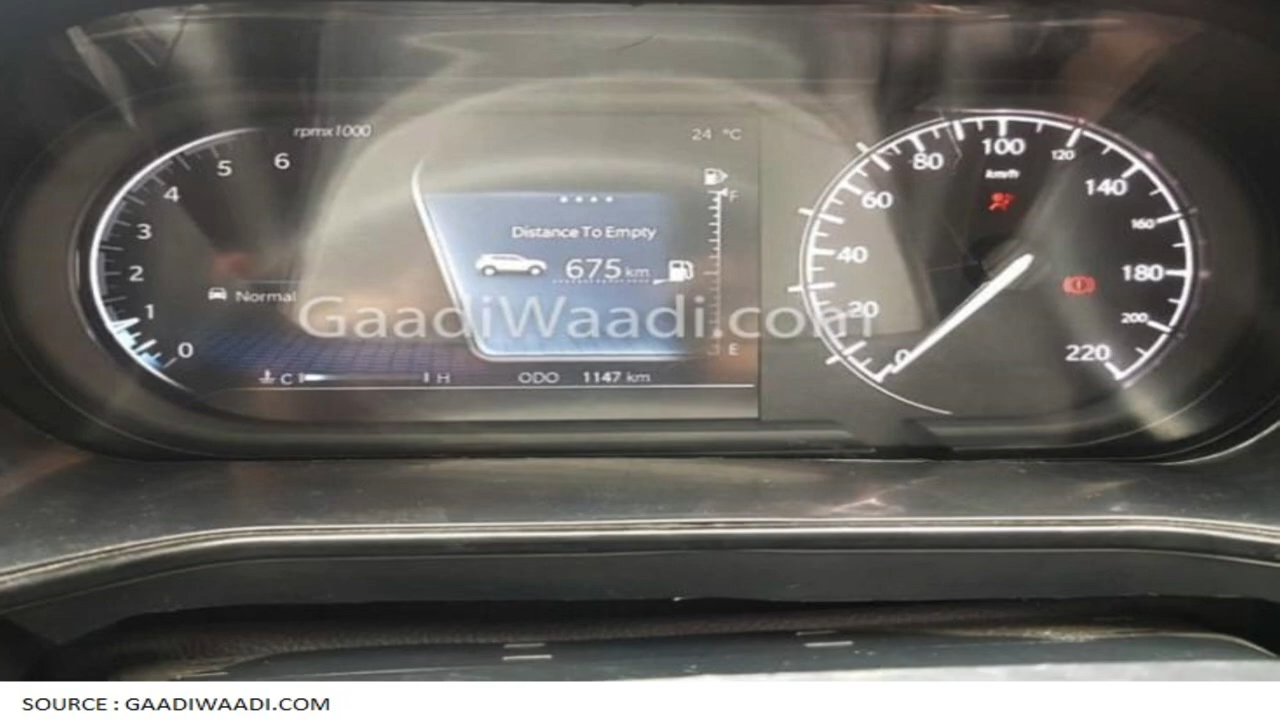 rpmx1000
0
1
2
3
4
5
6
Normal
C H
24 °C
F
Distance To Empty
675 km
E
ODO 1147 km
0
20
40
60
80
100
120
140
160
180
200
220
km/h
GaadiWaadi.com
SOURCE : GAADIWAADI.COM